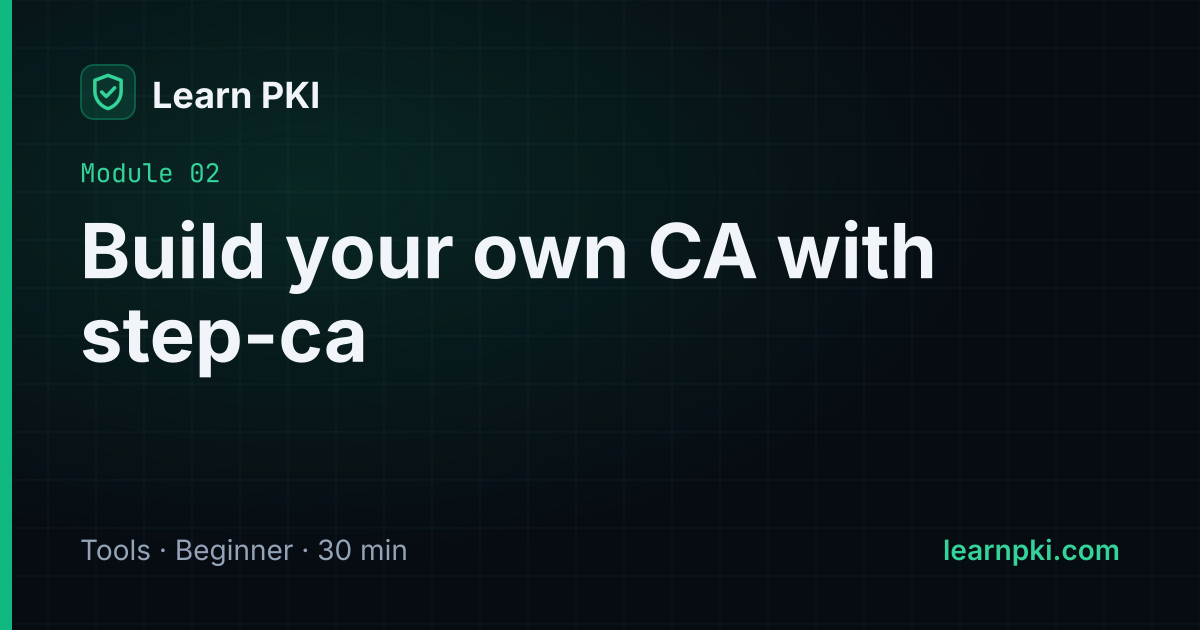 Learn PKI
Module 02
Build your own CA with
step-ca
Tools · Beginner · 30 min
learnpki.com